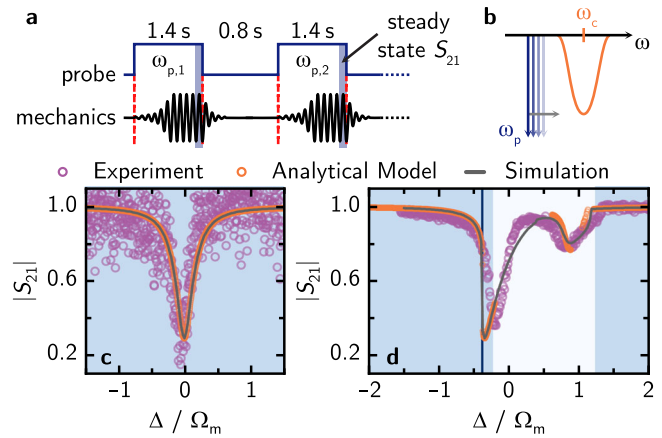 a
1.4 s 0.8 s 1.4 s
steady
state S21
probe
ωp,1
ωp,2
mechanics
b
ωc
ω
ωp
Experiment Analytical Model Simulation
1.0
0.6
0.2
|S21|
c
−1 0 1
Δ / Ωm
1.0
0.6
0.2
|S21|
d
−2 −1 0 1 2
Δ / Ωm